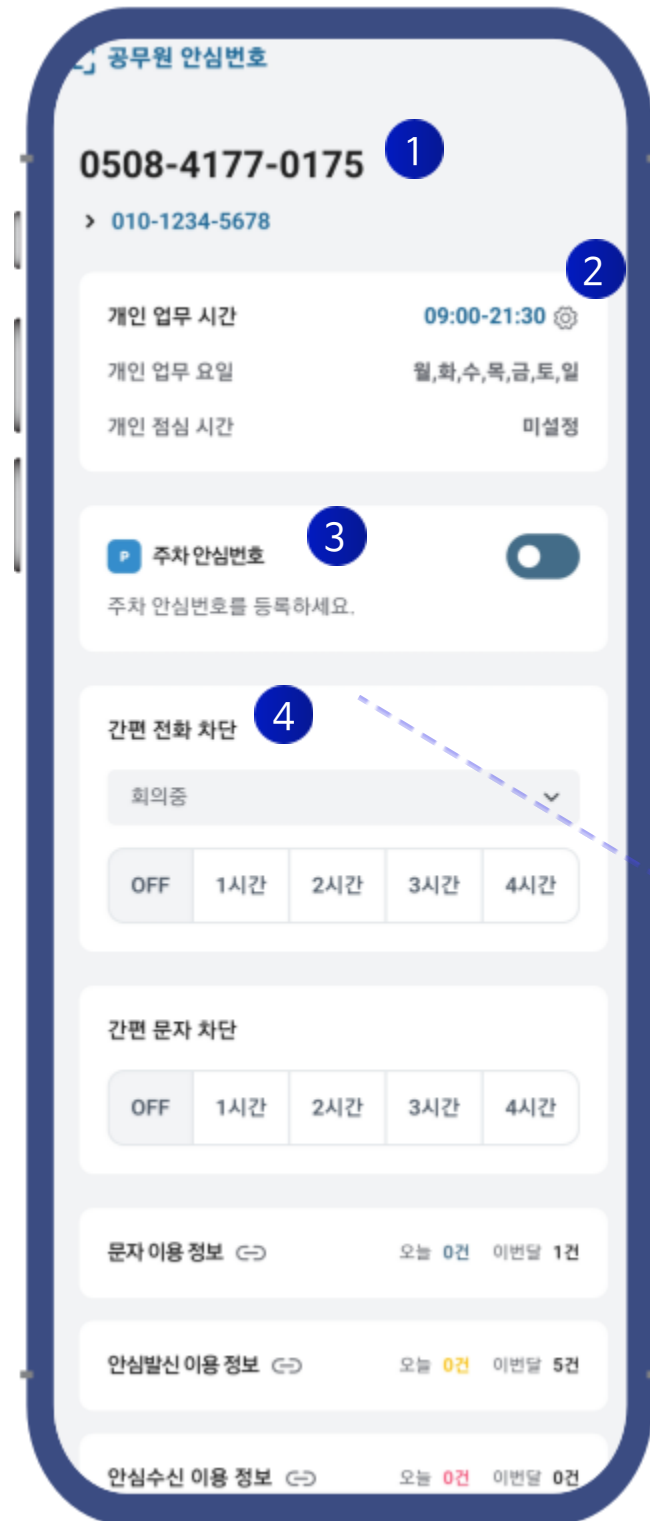 공무원 안심번호
0508-4177-0175 1
> 010-1234-5678
2
개인 업무 시간 09:00-21:30
개인 업무 요일 월,화,수,목,금,토,일
개인 점심 시간 미설정
P 주차 안심번호 3
주차 안심번호를 등록하세요.
간편 전화 차단 4
회의중
OFF 1시간 2시간 3시간 4시간
간편 문자 차단
OFF 1시간 2시간 3시간 4시간
문자 이용 정보 오늘 0건 이번달 1건
안심발신 이용 정보 오늘 0건 이번달 5건
안심수신 이용 정보 오늘 0건 이번달 0건